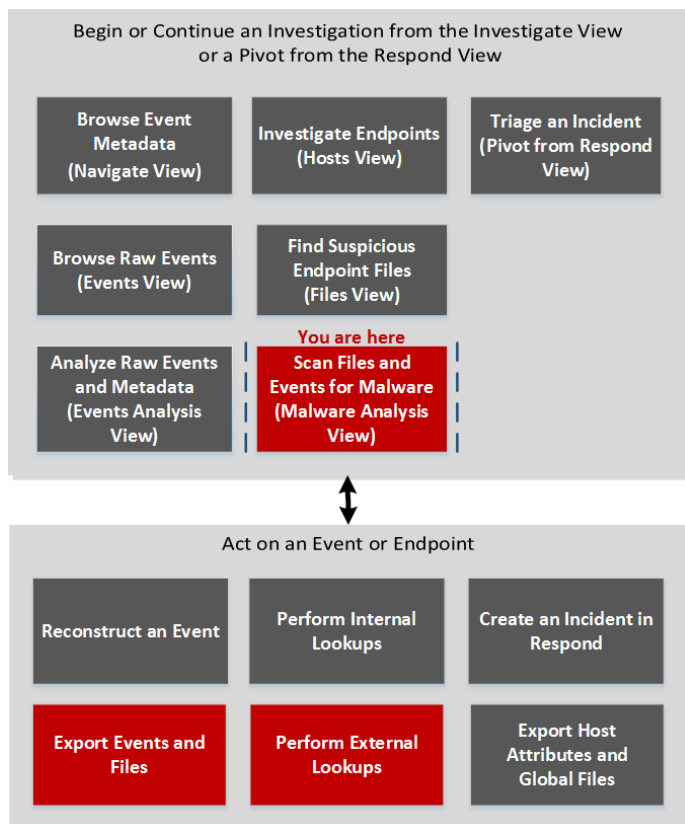 Begin or Continue an Investigation from the Investigate View
or a Pivot from the Respond View
Browse Event
Metadata
(Navigate View)
Investigate Endpoints
(Hosts View)
Triage an Incident
(Pivot from Respond
View)
Browse Raw Events
(Events View)
Find Suspicious
Endpoint Files
(Files View)
Analyze Raw Events
and Metadata
(Events Analysis
View)
You are here
Scan Files and
Events for Malware
(Malware Analysis
View)
Act on an Event or Endpoint
Reconstruct an Event
Perform Internal
Lookups
Create an Incident in
Respond
Export Events and
Files
Perform External
Lookups
Export Host
Attributes and
Global Files